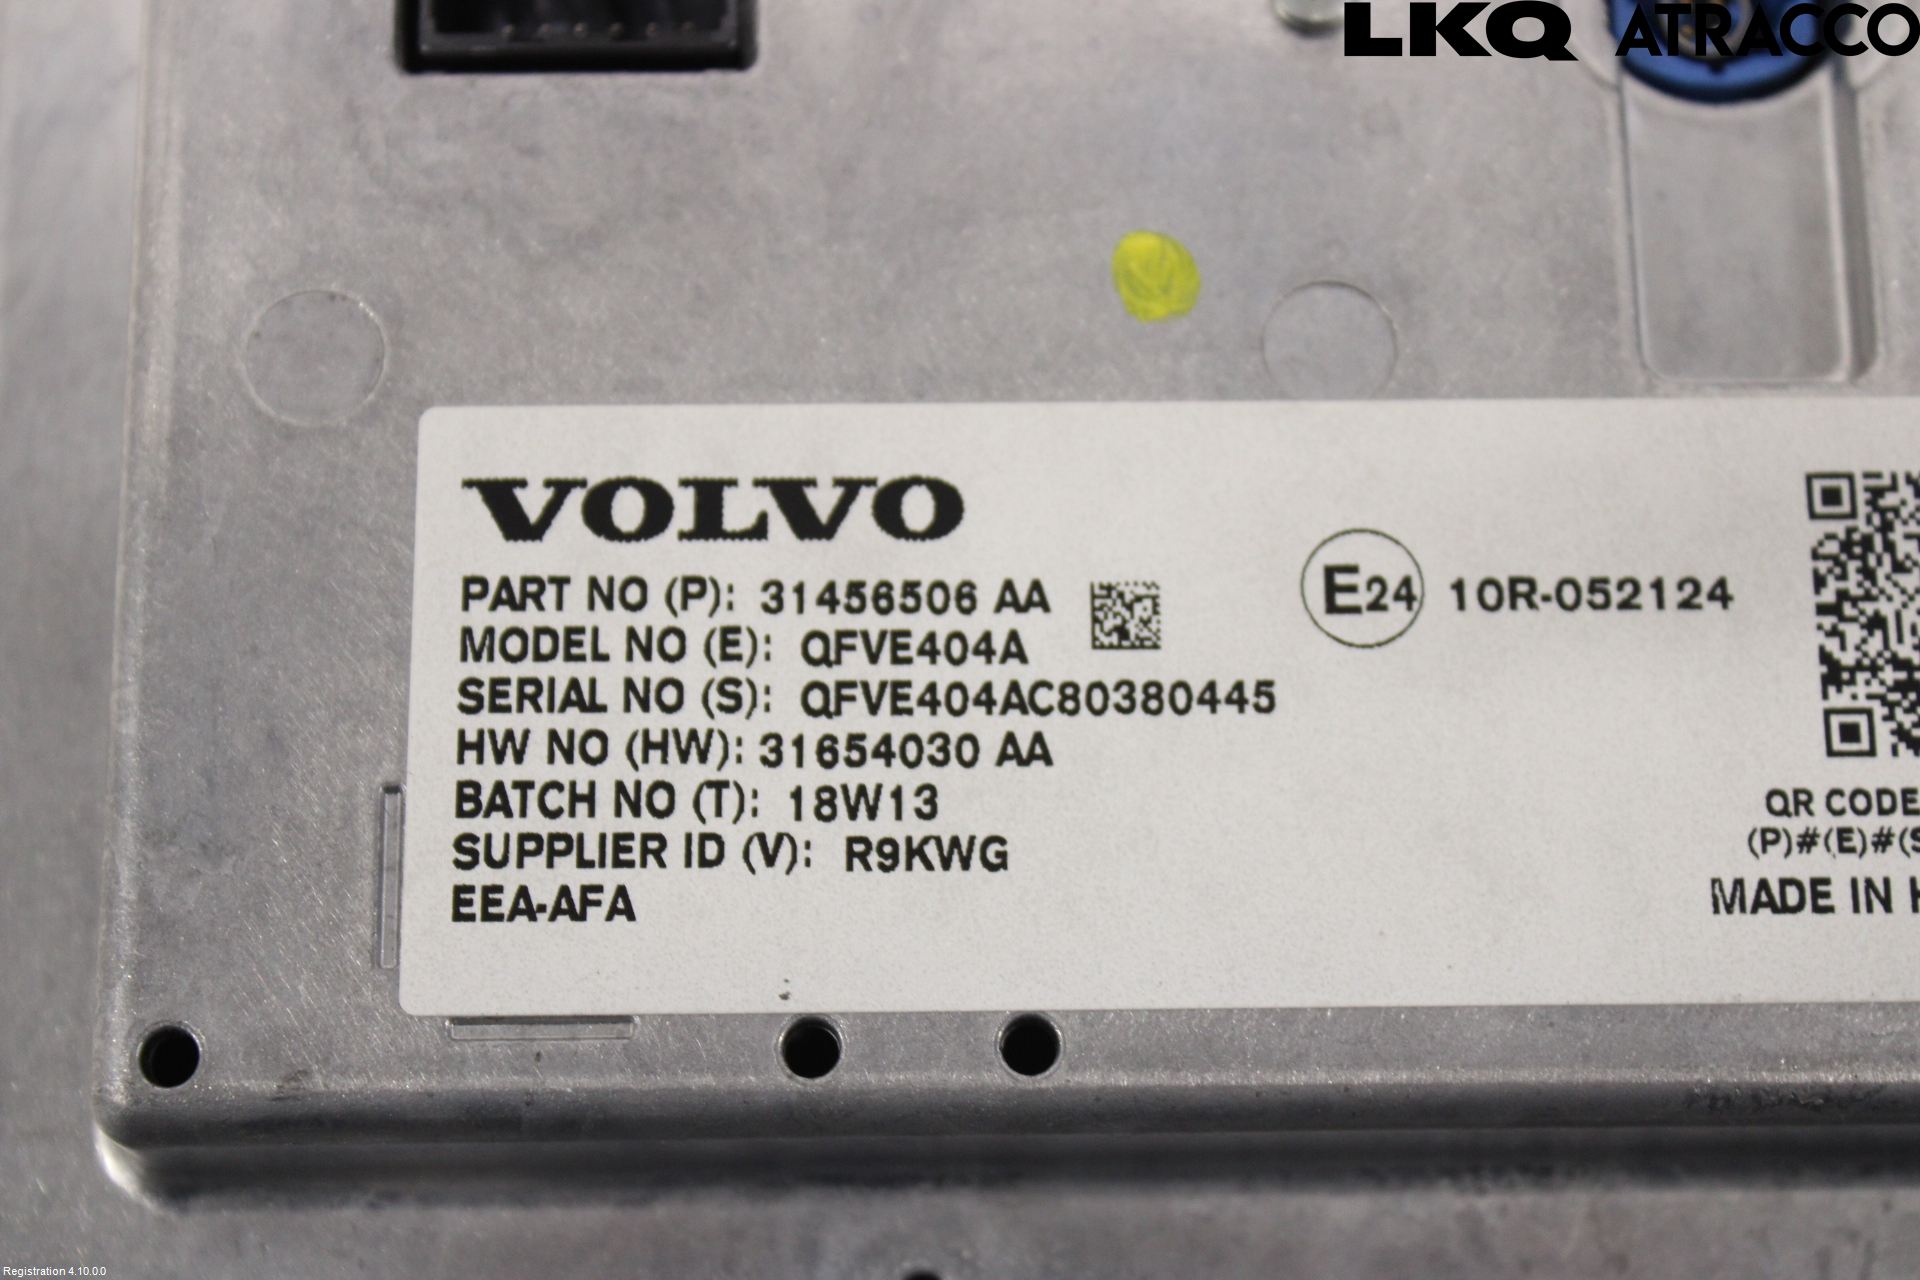 LKQ ATRACCO
VOLVO
PART NO (P): 31456506 AA
MODEL NO (E): QFVE404A
SERIAL NO (S): QFVE404AC80380445
HW NO (HW): 31654030 AA
BATCH NO (T): 18W13
SUPPLIER ID (V): R9KWG
EEA-AFA
E24 10R-052124
QR CODE
(P)#(E)#(S
MADE IN
Registration 4.10.0.0